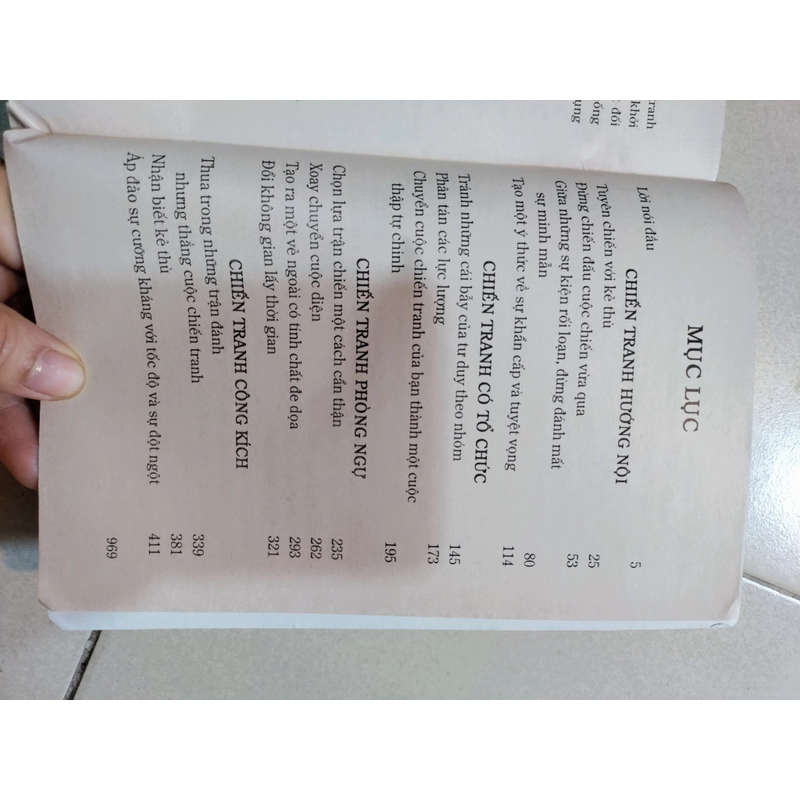 MỤC LỤC
Lời nói đầu 5
CHIẾN TRANH HƯỚNG NỘI
Tuyên chiến với kẻ thù 25
Đừng chiến đấu cuộc chiến vừa qua 53
Giữa những sự kiện rối loạn, đừng đánh mất
sự minh mẫn 80
Tạo một ý thức về sự khẩn cấp và tuyệt vọng 114
CHIẾN TRANH CÓ TỔ CHỨC
Tránh những cái bẫy của tư duy theo nhóm 145
Phân tán các lực lượng 173
Chuyển cuộc chiến tranh của bạn thành một cuộc
thập tự chinh 195
CHIẾN TRANH PHÒNG NGỰ
Chọn lựa trận chiến một cách cẩn thận 235
Xoay chuyển cuộc diện 262
Tạo ra một vẻ ngoài có tính chất đe dọa 293
Đổi không gian lấy thời gian 321
CHIẾN TRANH CÔNG KÍCH
Thua trong những trận đánh
nhưng thắng cuộc chiến tranh 339
Nhận biết kẻ thù 381
Áp đảo sự cưỡng kháng với tốc độ và sự đột ngột 411
969